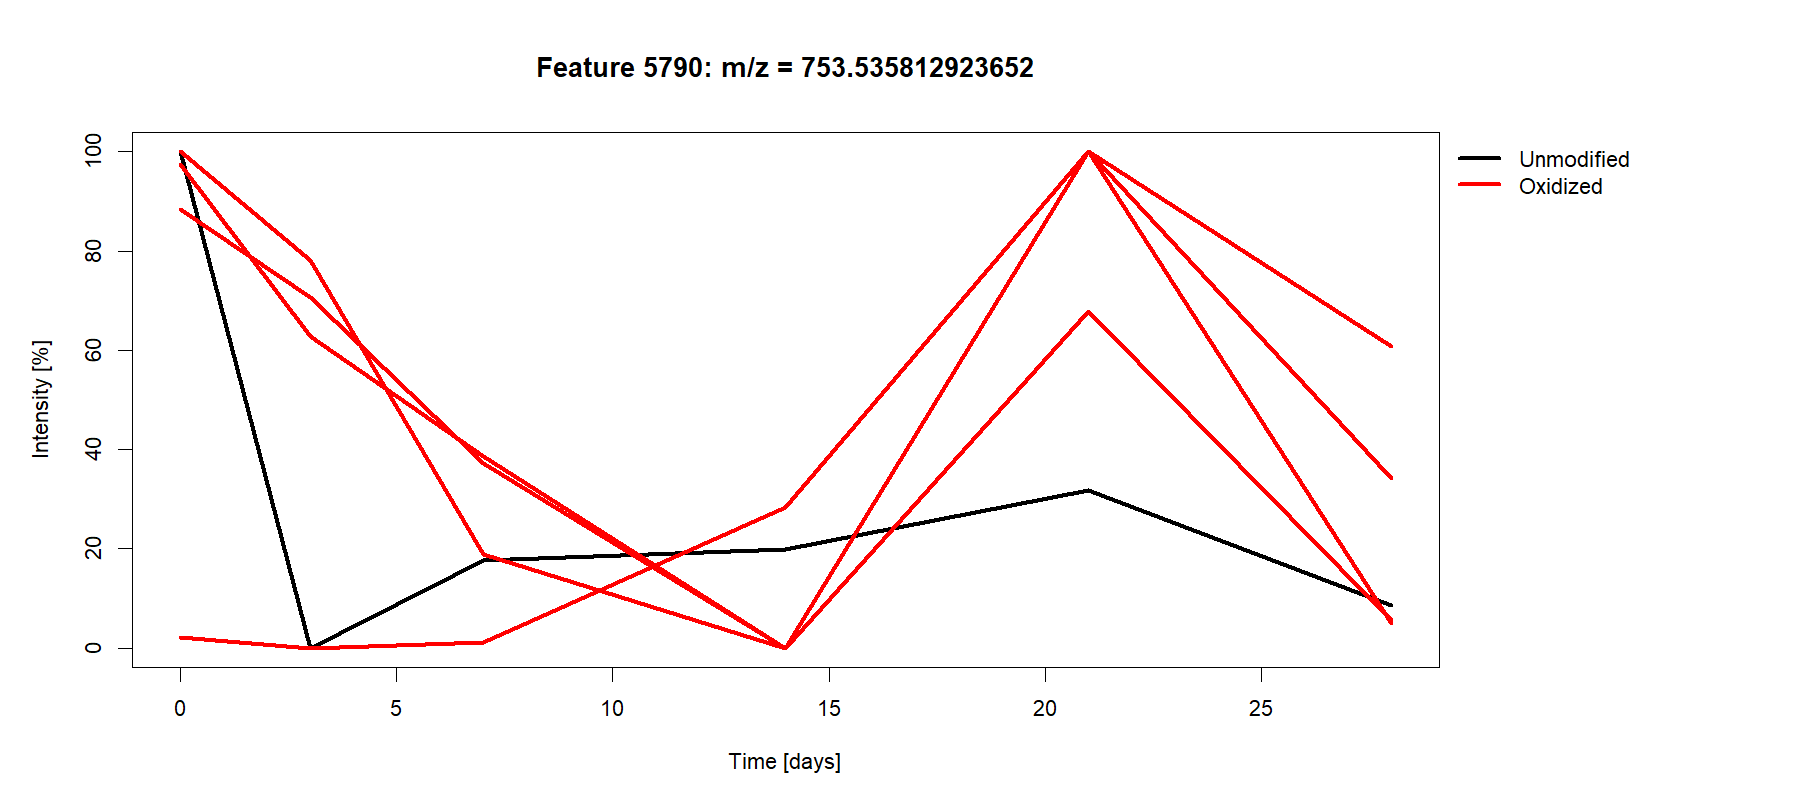 Feature 5790: m/z = 753.535812923652
Unmodified
Oxidized
Intensity [%]
100
80
60
40
20
0
0 5 10 15 20 25
Time [days]